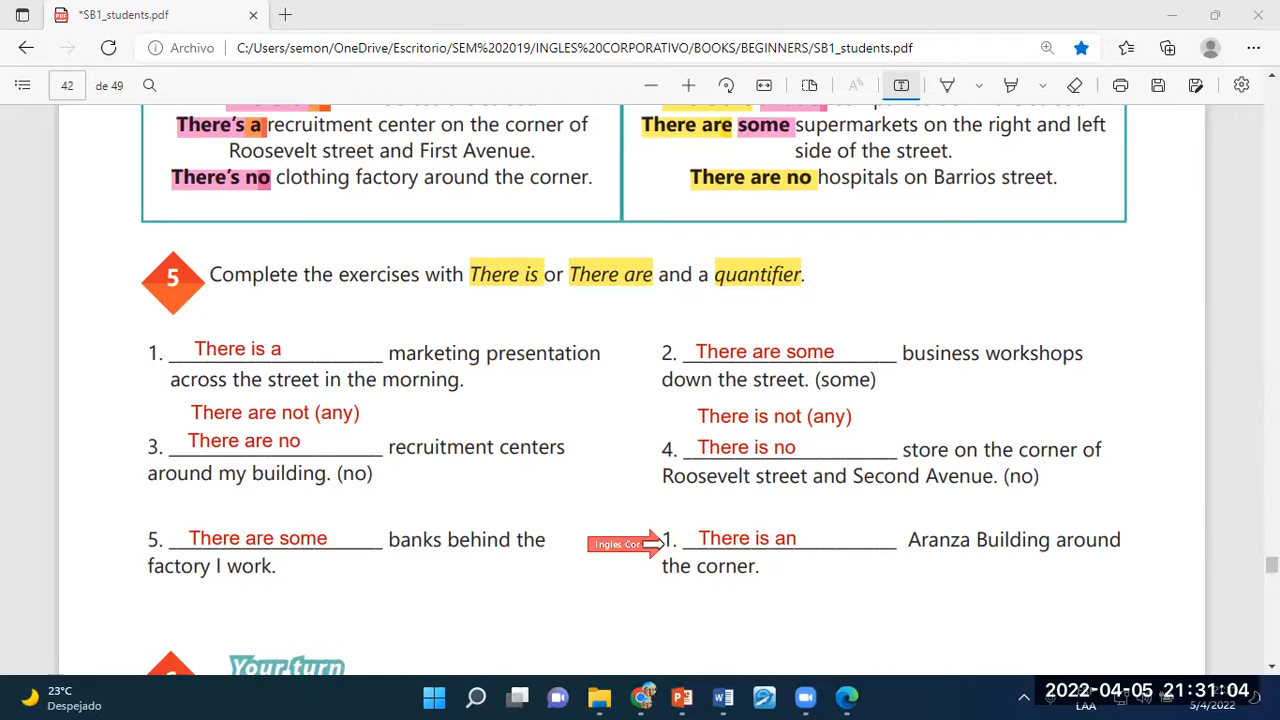 *SB1_students.pdf
Archivo
C:/Users/semon/OneDrive/Escritorio/SEM%202019/INGLES%20CORPORATIVO/BOOKS/BEGINNERS/SB1_students.pdf
42 de 49
There's a recruitment center on the corner of
Roosevelt street and First Avenue.
There's no clothing factory around the corner.
There are some supermarkets on the right and left
side of the street.
There are no hospitals on Barrios street.
5 Complete the exercises with There is or There are and a quantifier.
1. There is a marketing presentation
across the street in the morning.
2. There are some business workshops
down the street. (some)
There are not (any)
3. There are no recruitment centers
around my building. (no)
There is not (any)
4. There is no store on the corner of
Roosevelt street and Second Avenue. (no)
5. There are some banks behind the
factory I work.
Ingles Cor
1. There is an Aranza Building around
the corner.
Your turn
23°C
Despejado
LAA
2022-04-05 21:31:04
5/4/2022